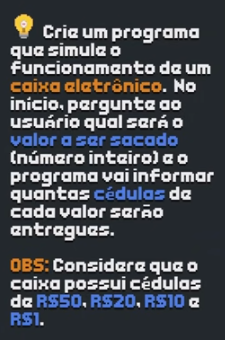 Crie um programa
que simule o
funcionamento de um
caixa eletrônico. No
início, pergunte ao
usuário qual será o
valor a ser sacado
(número inteiro) e o
programa vai informar
quantas cédulas de
cada valor serão
entregues.
OBS: Considere que o
caixa possui cédulas
de R$50, R$20, R$10 e
R$1.